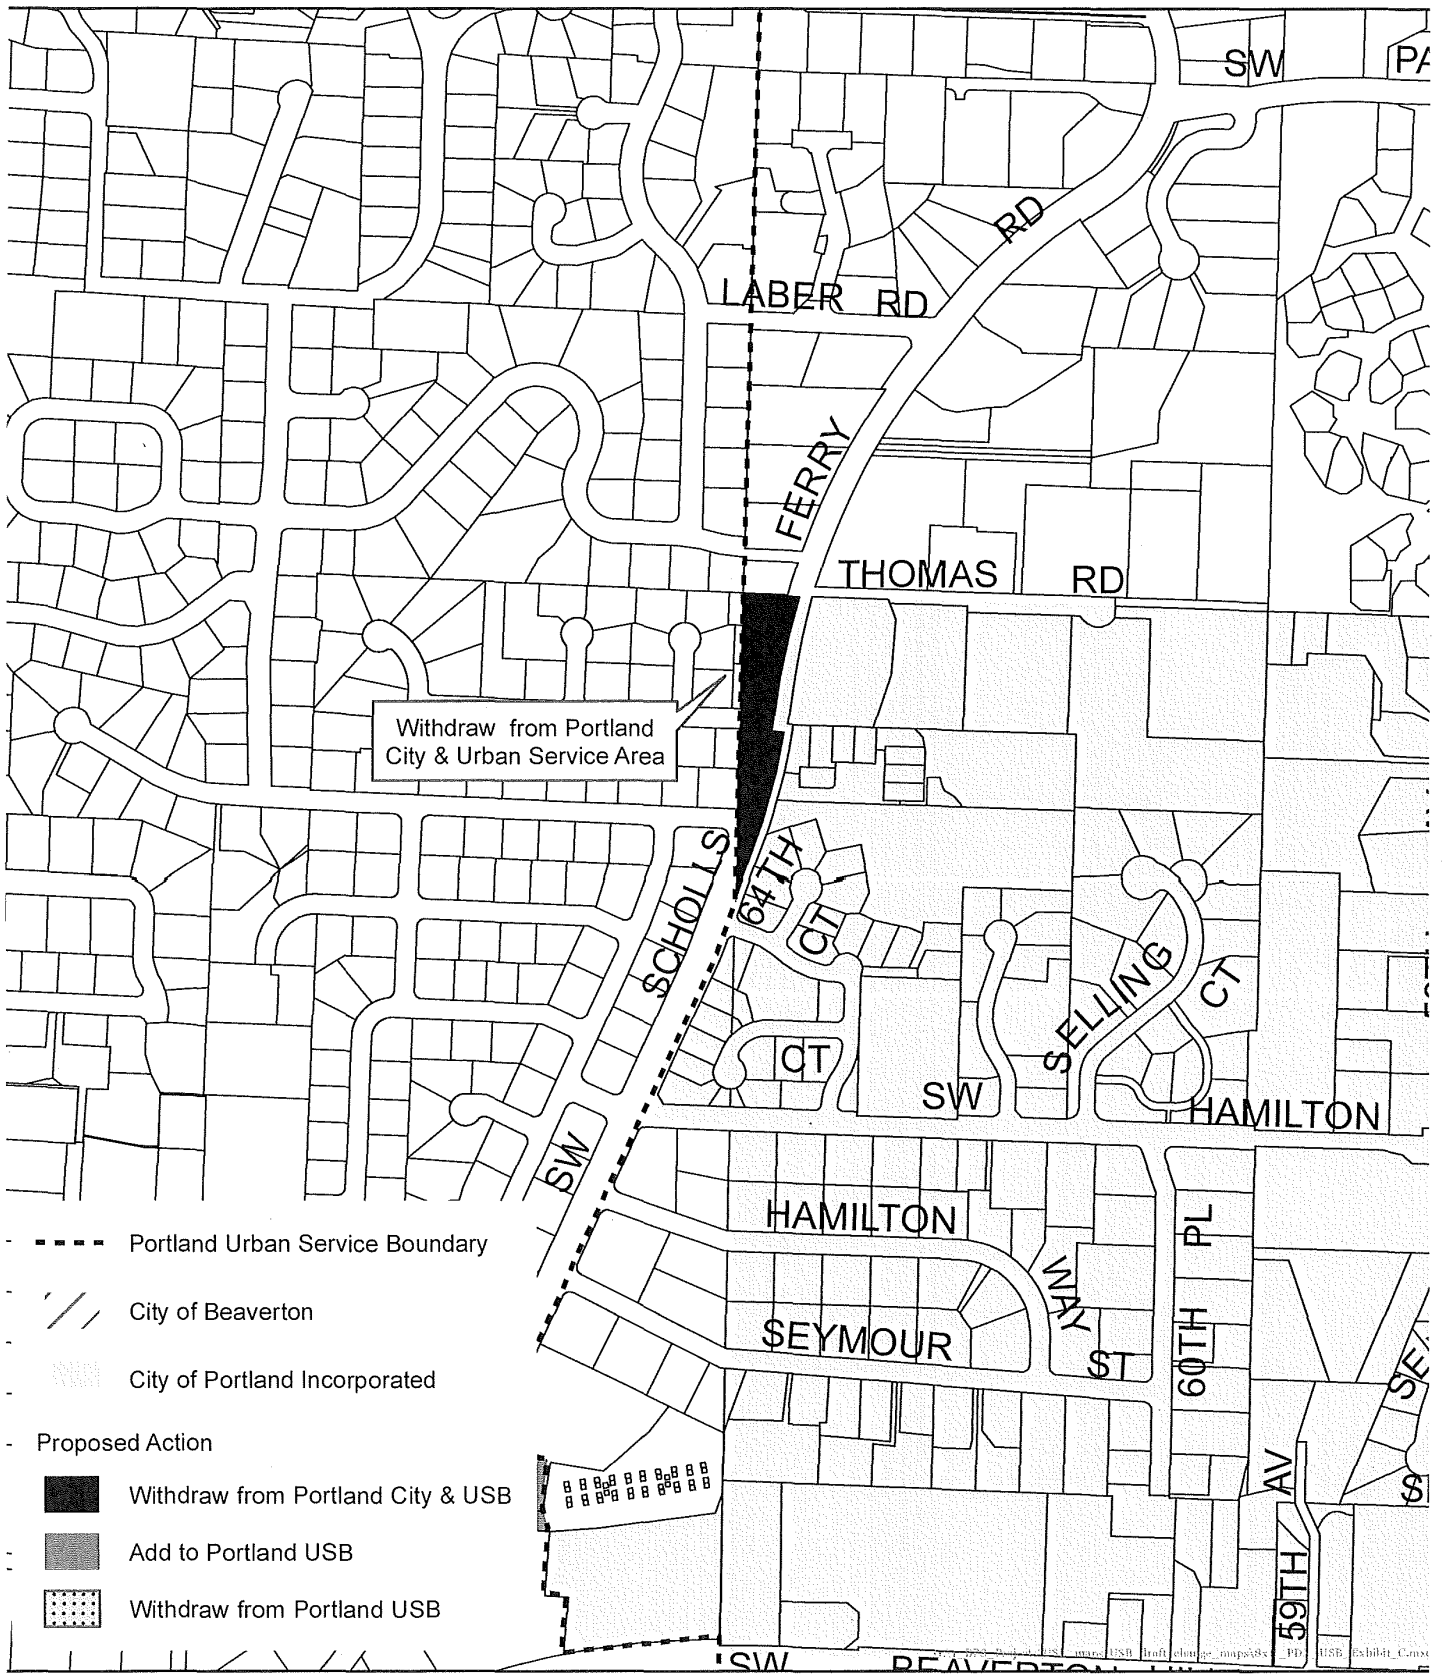 SW
PA
RD
LABER RD
FERRY
THOMAS RD
Withdraw from Portland
City & Urban Service Area
SCHOLLS
64TH
CT
SELLING
CT
CT
SW
HAMILTON
SW
HAMILTON
PL
WAY
SEYMOUR
ST
60TH
SEA
AV
S
59TH
SW
BEAVERTON
Portland Urban Service Boundary
City of Beaverton
City of Portland Incorporated
Proposed Action
Withdraw from Portland City & USB
Add to Portland USB
Withdraw from Portland USB